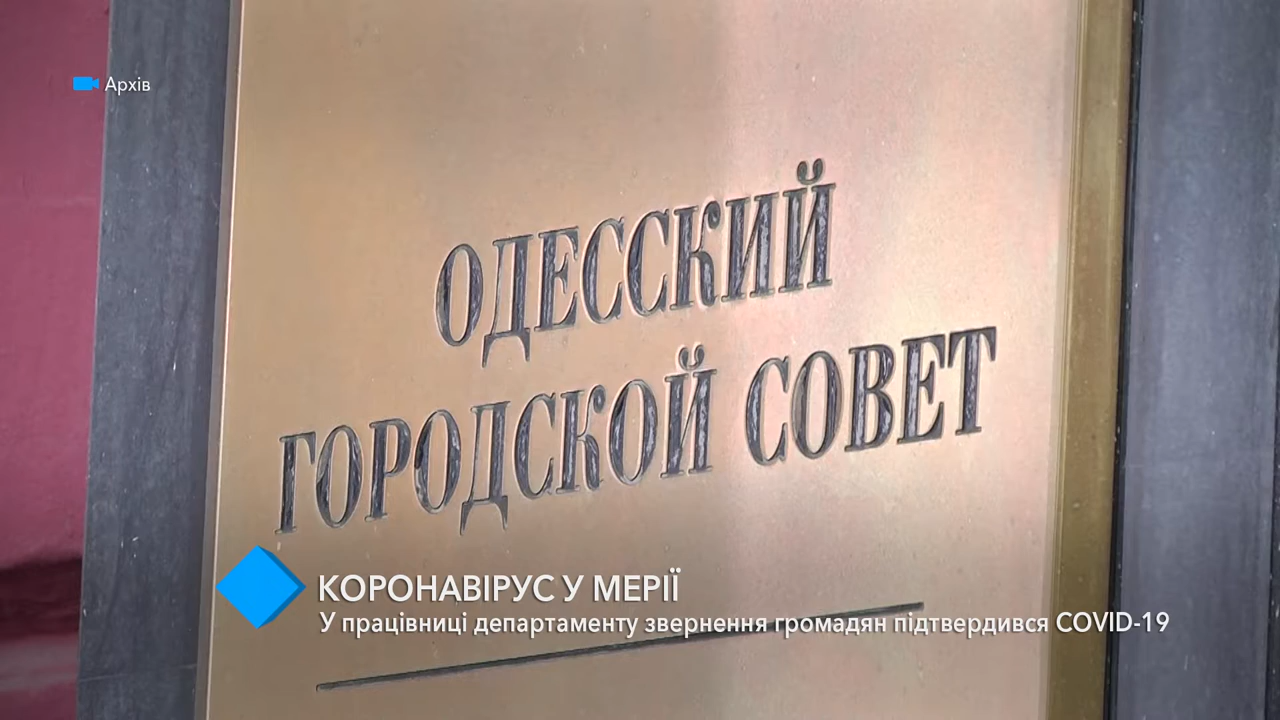 Архів
ОДЕССКИЙ
ГОРОДСКОЙ СОВЕТ
КОРОНАВІРУС У МЕРІЇ
У працівниці департаменту звернення громадян підтвердився COVID-19